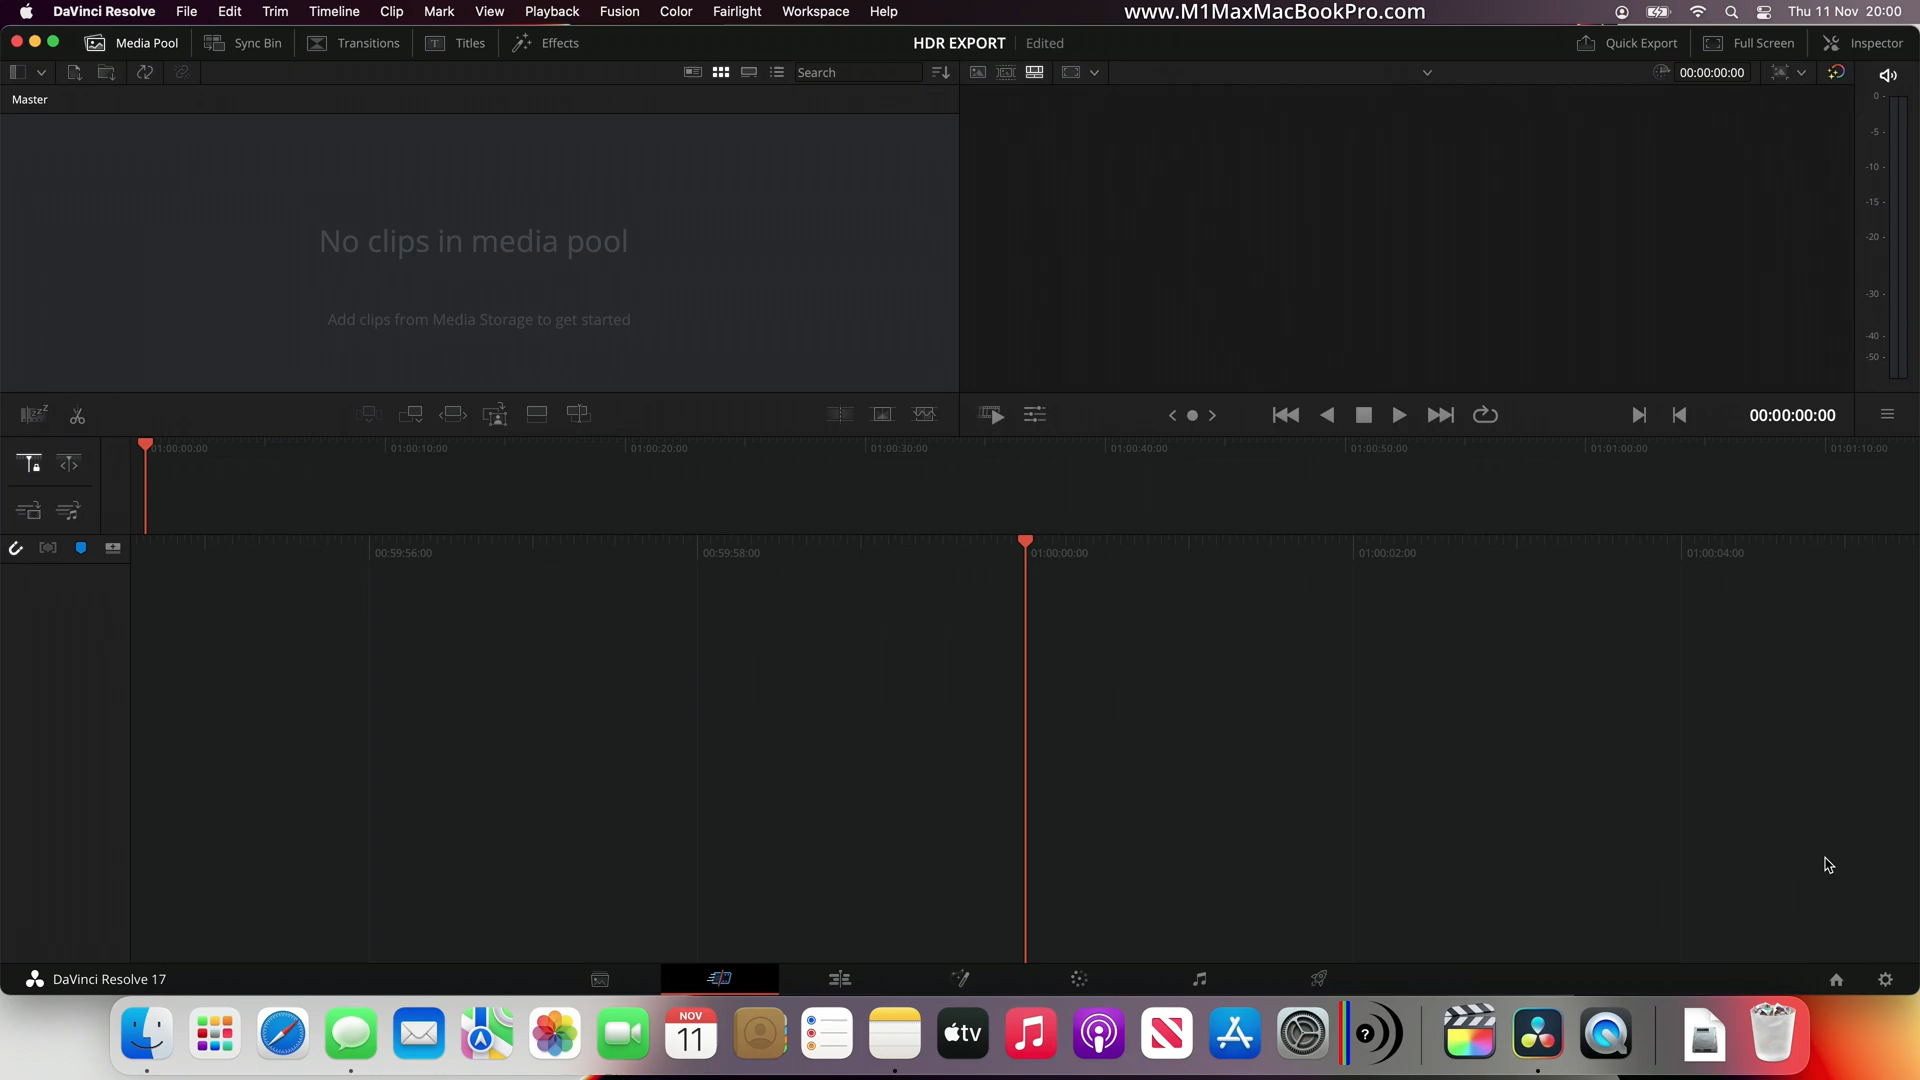 DaVinci Resolve File Edit Trim Timeline Clip Mark View Playback Fusion Color Fairlight Workspace Help www.M1MaxMacBookPro.com Thu 11 Nov 20:00
Media Pool Sync Bin Transitions Titles Effects HDR EXPORT Edited Quick Export Full Screen Inspector
Search 00:00:00:00
Master
0
-5
-10
-15
-20
-30
-40
-50
No clips in media pool
Add clips from Media Storage to get started
00:00:00:00
01:00:00:00 01:00:10:00 01:00:20:00 01:00:30:00 01:00:40:00 01:00:50:00 01:01:00:00 01:01:10:00
00:59:56:00 00:59:58:00 01:00:00:00 01:00:02:00 01:00:04:00
DaVinci Resolve 17
NOV
11
tv